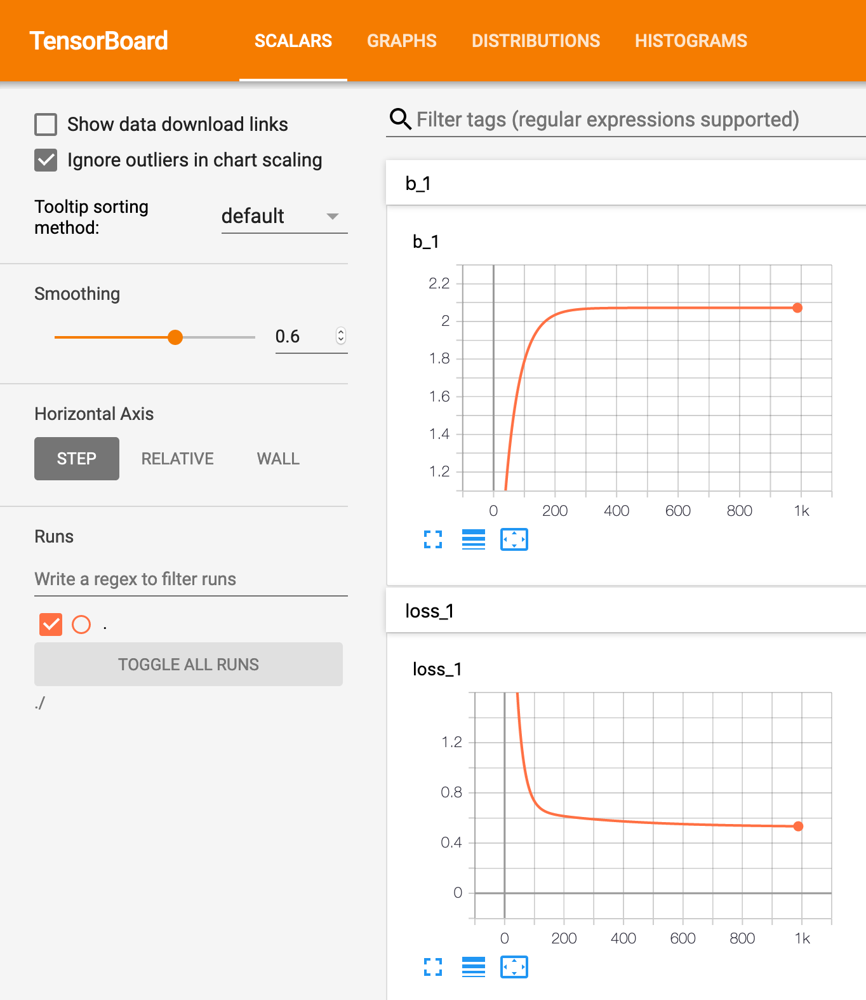 TensorBoard SCALARS GRAPHS DISTRIBUTIONS HISTOGRAMS
Show data download links
Ignore outliers in chart scaling
Tooltip sorting
method:
default
Smoothing
0.6
Horizontal Axis
STEP RELATIVE WALL
Runs
Write a regex to filter runs
.
TOGGLE ALL RUNS
./
Filter tags (regular expressions supported)
b_1
b_1
2.2
2
1.8
1.6
1.4
1.2
0 200 400 600 800 1k
loss_1
loss_1
1.2
0.8
0.4
0
0 200 400 600 800 1k